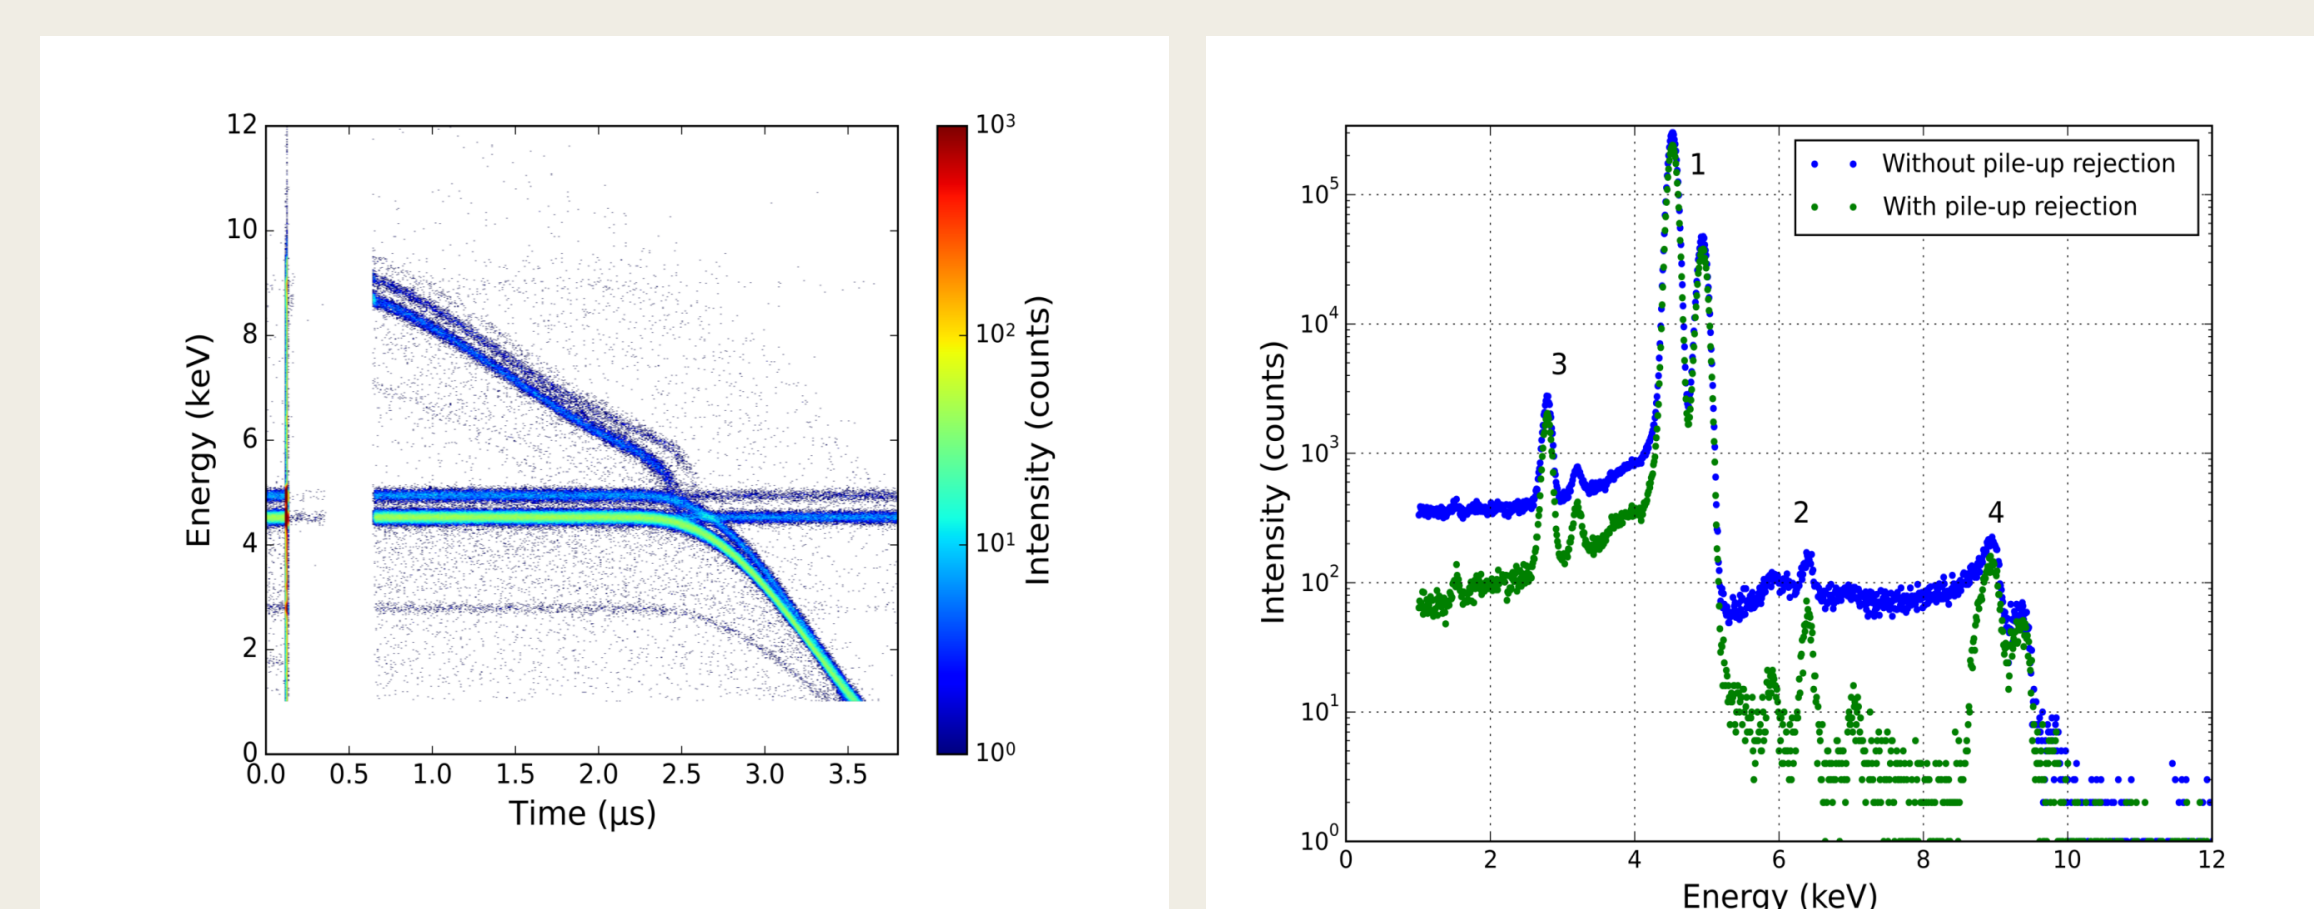 12
10
8
6
4
2
0
0.0 0.5 1.0 1.5 2.0 2.5 3.0 3.5
Time (μs)
Energy (keV)
10³
10²
10¹
10⁰
Intensity (counts)
10⁵
10⁴
10³
10²
10¹
10⁰
0 2 4 6 8 10 12
Energy (keV)
Intensity (counts)
Without pile-up rejection
With pile-up rejection
1
3
2
4